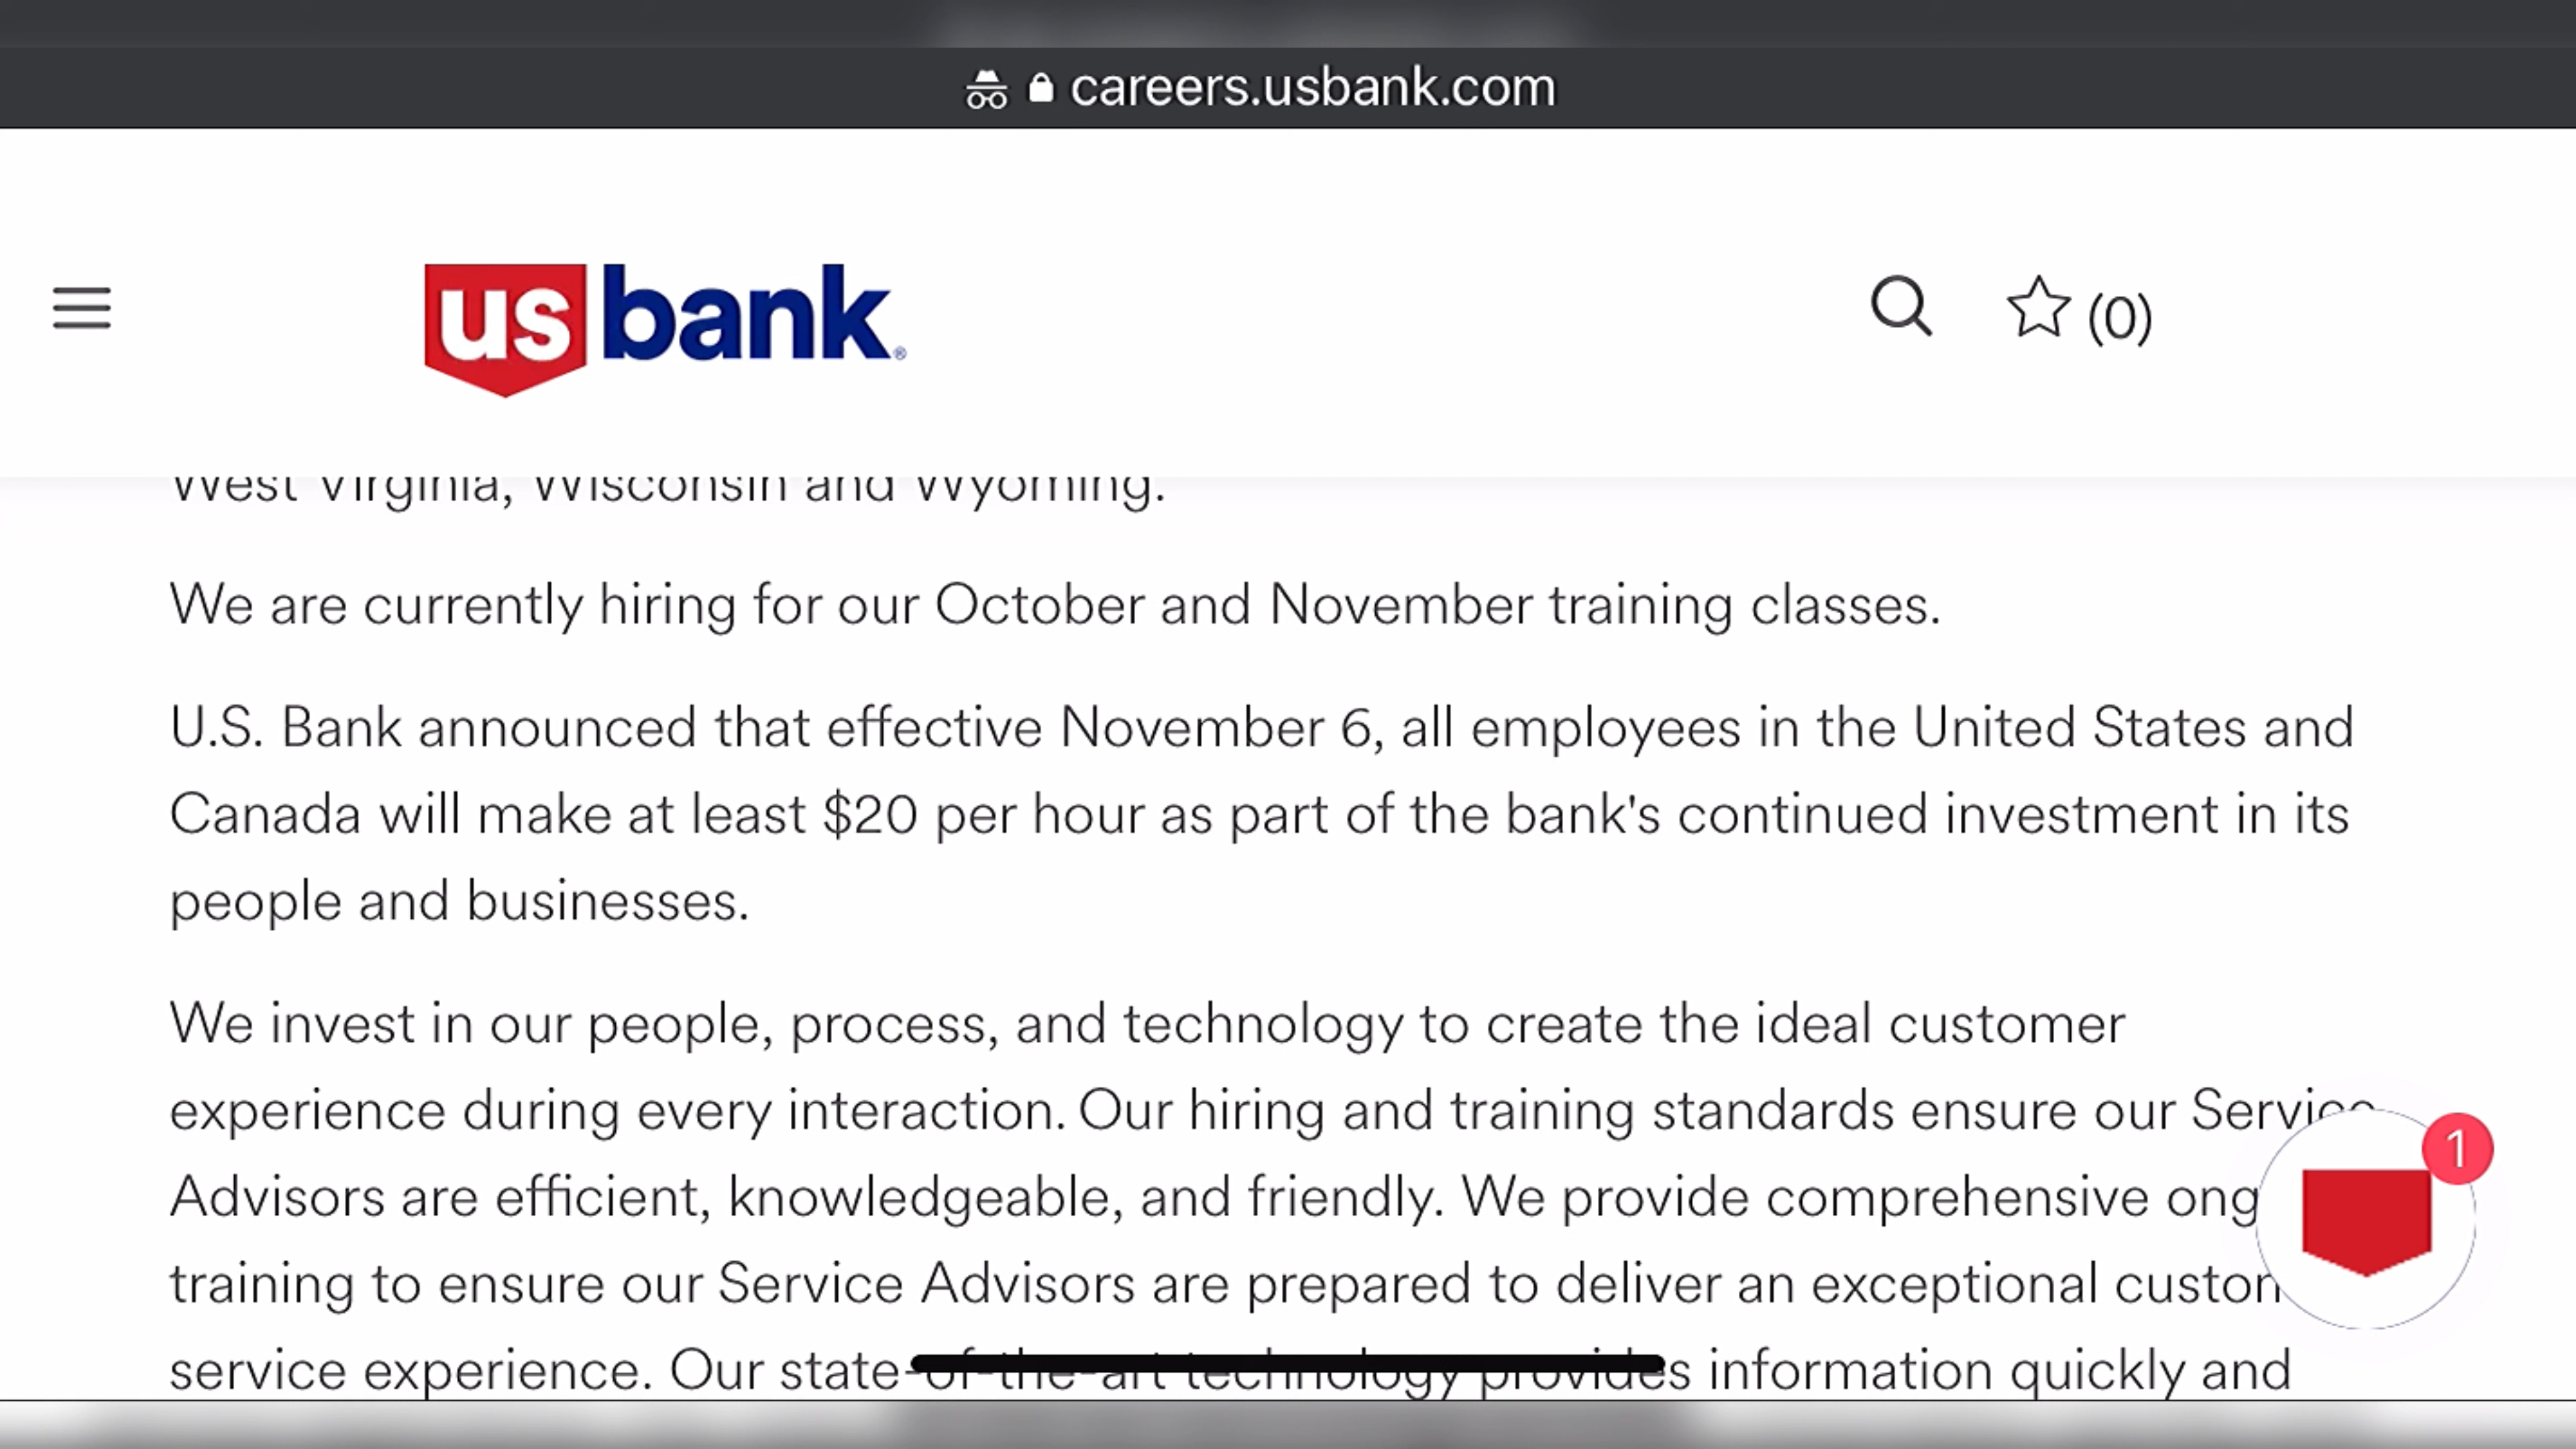 careers.usbank.com
us bank®
(0)
West Virginia, Wisconsin and Wyoming.
We are currently hiring for our October and November training classes.
U.S. Bank announced that effective November 6, all employees in the United States and
Canada will make at least $20 per hour as part of the bank's continued investment in its
people and businesses.
We invest in our people, process, and technology to create the ideal customer
experience during every interaction. Our hiring and training standards ensure our Service
1
Advisors are efficient, knowledgeable, and friendly. We provide comprehensive ong
training to ensure our Service Advisors are prepared to deliver an exceptional custom
service experience. Our state-of-the-art technology provides information quickly and